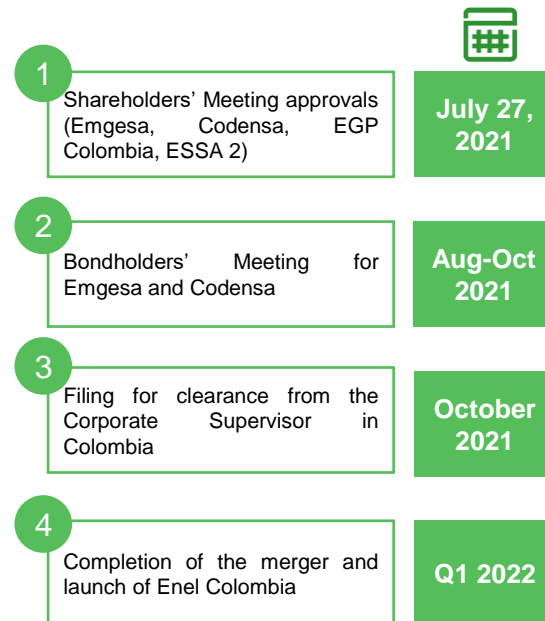 1
Shareholders' Meeting approvals
(Emgesa, Codensa, EGP
Colombia, ESSA 2)
July 27,
2021
2
Bondholders' Meeting for
Emgesa and Codensa
Aug-Oct
2021
3
Filing for clearance from the
Corporate Supervisor in
Colombia
October
2021
4
Completion of the merger and
launch of Enel Colombia
Q1 2022